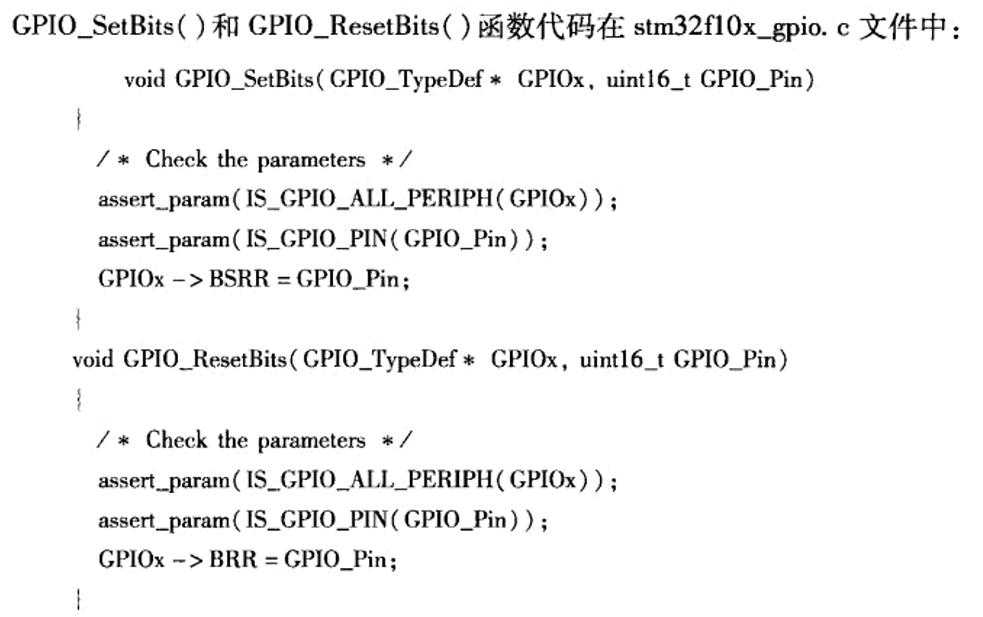 GPIO_SetBits()和 GPIO_ResetBits()函数代码在 stm32f10x_gpio. c 文件中：
void GPIO_SetBits(GPIO_TypeDef* GPIOx, uint16_t GPIO_Pin)
{
/* Check the parameters */
assert_param(IS_GPIO_ALL_PERIPH(GPIOx));
assert_param(IS_GPIO_PIN(GPIO_Pin));
GPIOx ->BSRR =GPIO_Pin;
}
void GPIO_ResetBits(GPIO_TypeDef* GPIOx, uint16_t GPIO_Pin)
{
/* Check the parameters */
assert_param(IS_GPIO_ALL_PERIPH(GPIOx));
assert_param(IS_GPIO_PIN(GPIO_Pin));
GPIOx ->BRR =GPIO_Pin;
}